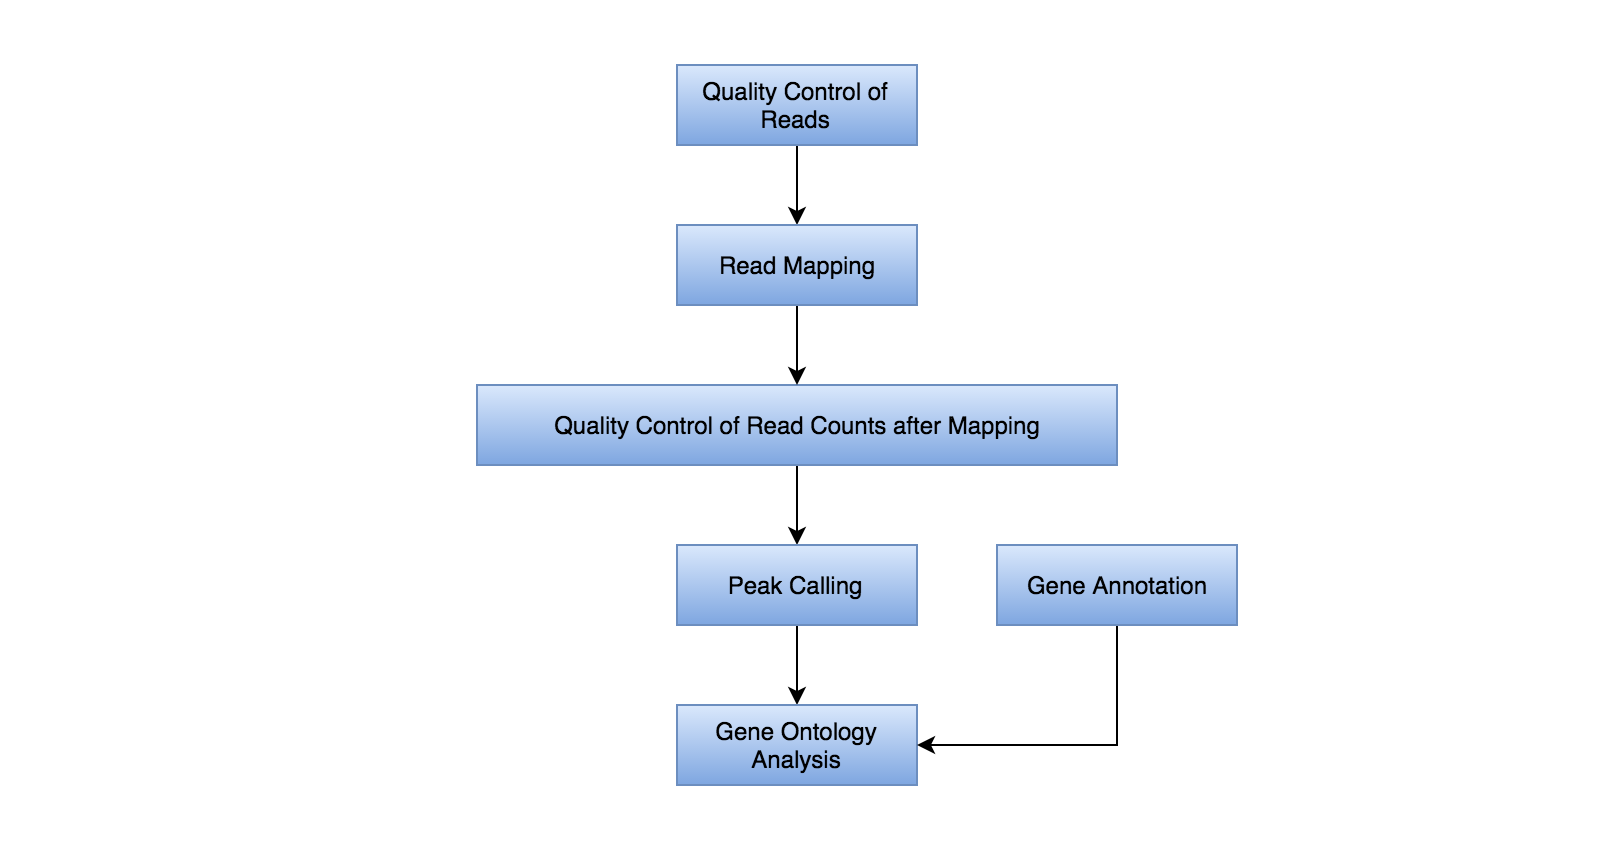 Quality Control of
Reads
Read Mapping
Quality Control of Read Counts after Mapping
Peak Calling
Gene Annotation
Gene Ontology
Analysis